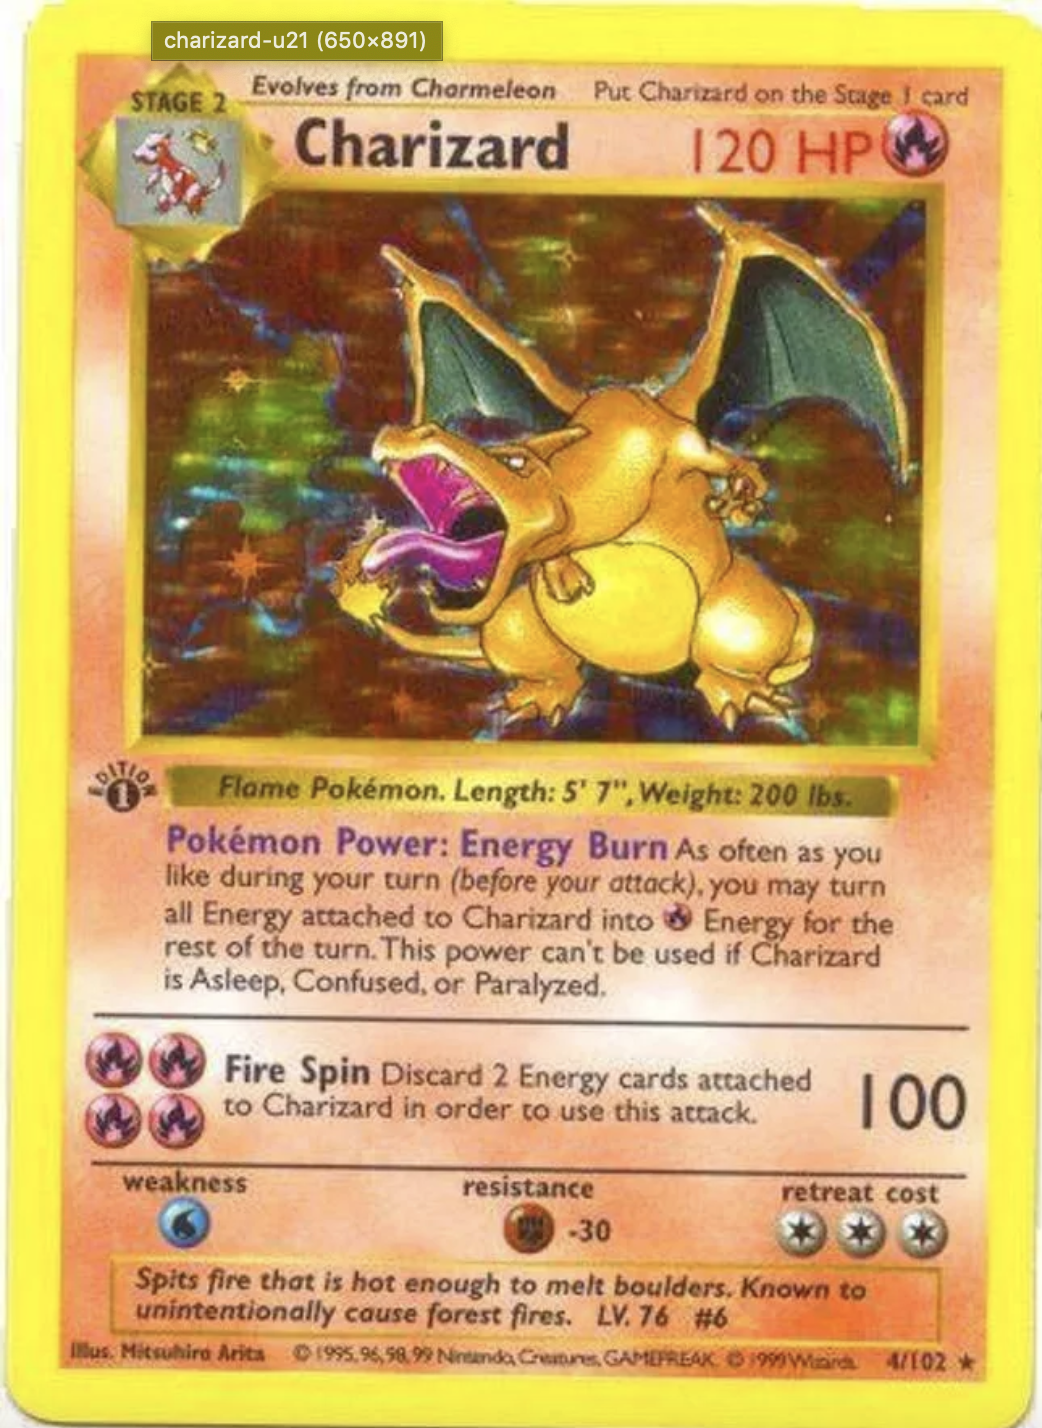 charizard-u21 (650×891)
Evolves from Charmeleon Put Charizard on the Stage 1 card
STAGE 2
Charizard 120 HP
EDITION
1
Flame Pokémon. Length: 5' 7", Weight: 200 lbs.
Pokémon Power: Energy Burn As often as you
like during your turn (before your attack), you may turn
all Energy attached to Charizard into Energy for the
rest of the turn. This power can't be used if Charizard
is Asleep, Confused, or Paralyzed.
Fire Spin Discard 2 Energy cards attached
to Charizard in order to use this attack.
100
weakness resistance retreat cost
-30
Spits fire that is hot enough to melt boulders. Known to
unintentionally cause forest fires. LV. 76 #6
Illus. Mitsuhiro Arita © 1995, 96, 98, 99 Nintendo, Creatures, GAMEFREAK. © 1999 Wizards. 4/102 ★